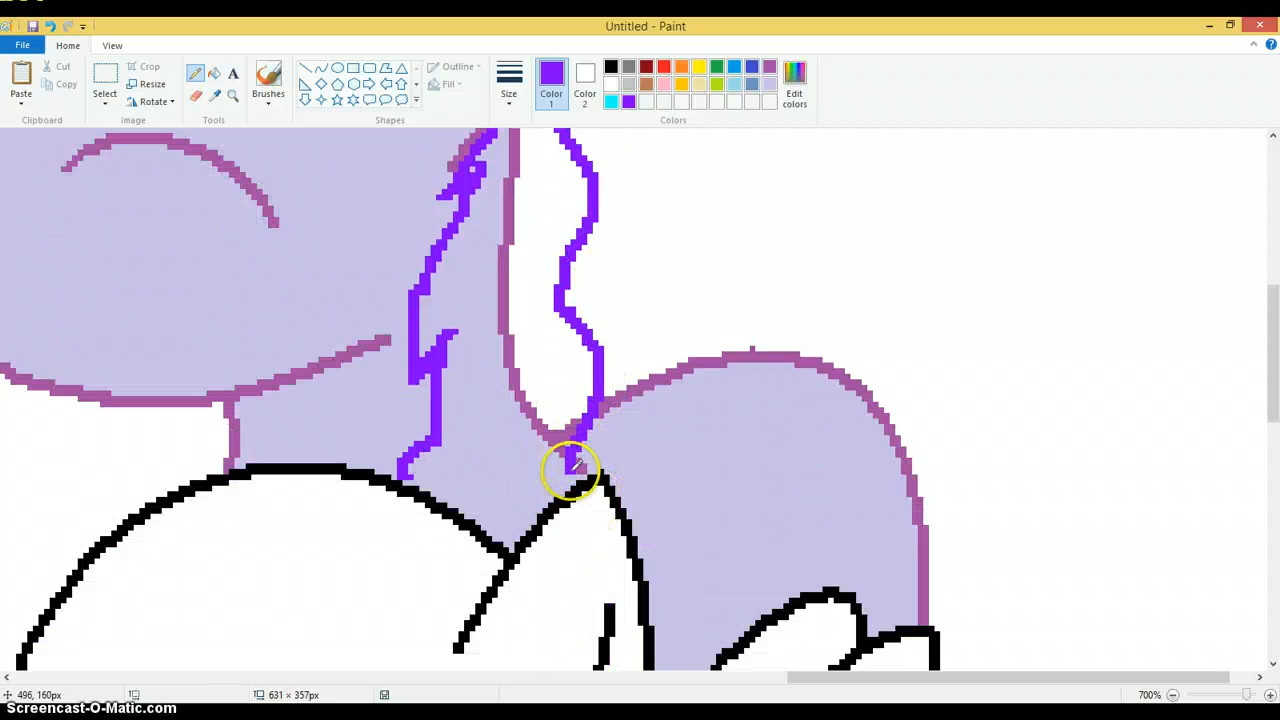 Untitled - Paint
File Home View
Paste Cut Copy
Clipboard
Select Crop Resize Rotate
Image
Tools
Brushes
Outline Fill
Shapes
Size
Color 1
Color 2
Edit colors
Colors
496, 160px
631 × 357px
700%
Screencast-O-Matic.com